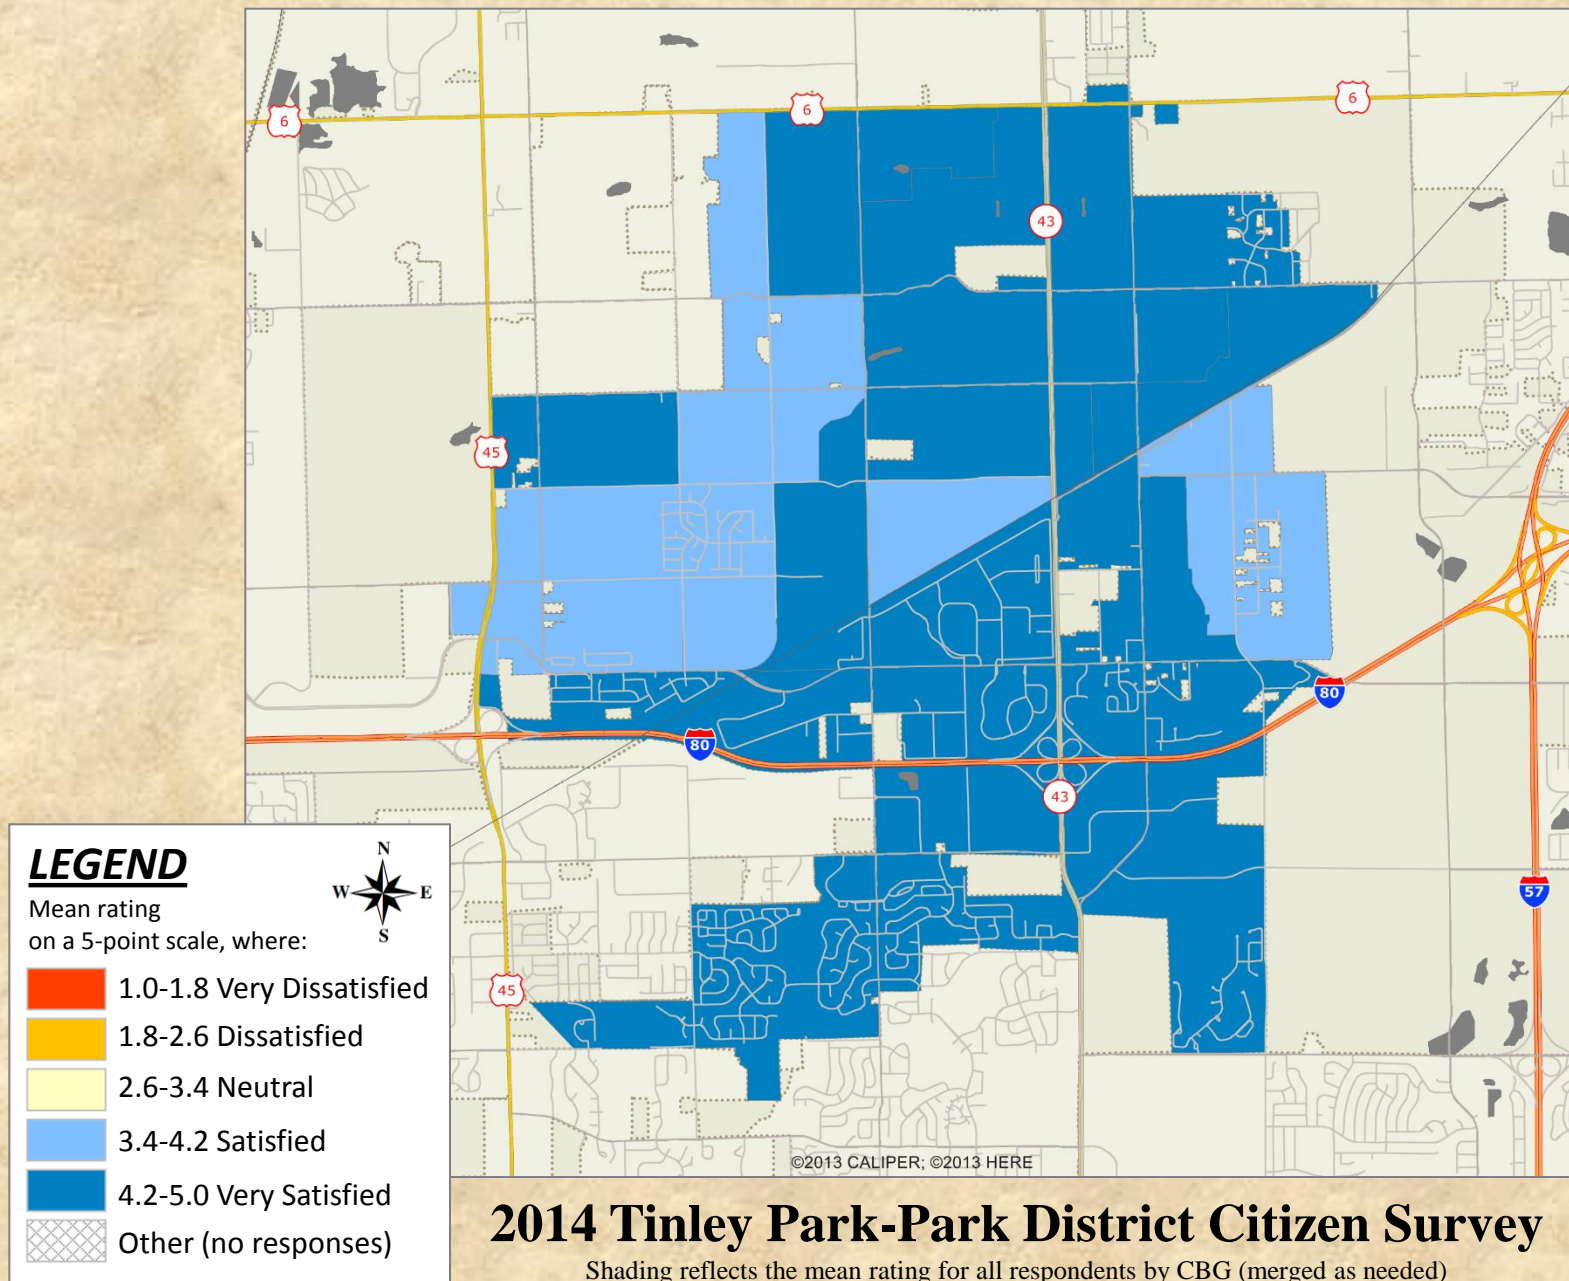 6
6
6
43
45
80
80
43
57
45
LEGEND
N
W E
S
Mean rating
on a 5-point scale, where:
1.0-1.8 Very Dissatisfied
1.8-2.6 Dissatisfied
2.6-3.4 Neutral
3.4-4.2 Satisfied
4.2-5.0 Very Satisfied
Other (no responses)
©2013 CALIPER; ©2013 HERE
2014 Tinley Park-Park District Citizen Survey
Shading reflects the mean rating for all respondents by CBG (merged as needed)